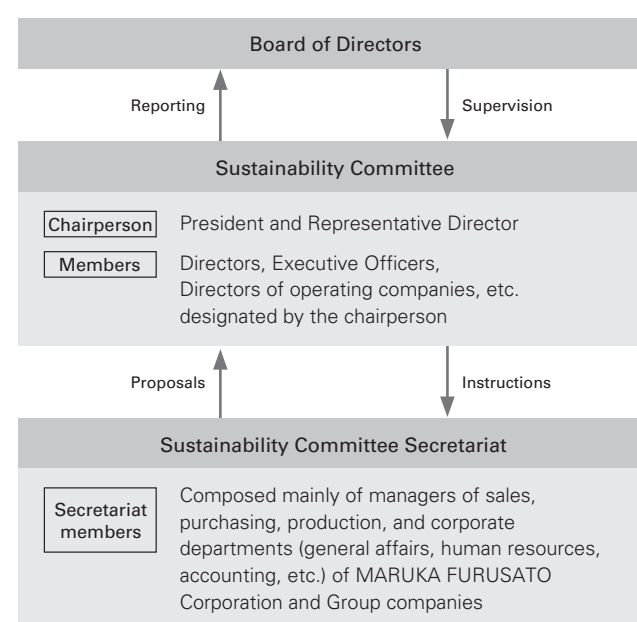 Board of Directors
Reporting
Supervision
Sustainability Committee
Chairperson
President and Representative Director
Members
Directors, Executive Officers,
Directors of operating companies, etc.
designated by the chairperson
Proposals
Instructions
Sustainability Committee Secretariat
Secretariat
members
Composed mainly of managers of sales,
purchasing, production, and corporate
departments (general affairs, human resources,
accounting, etc.) of MARUKA FURUSATO
Corporation and Group companies